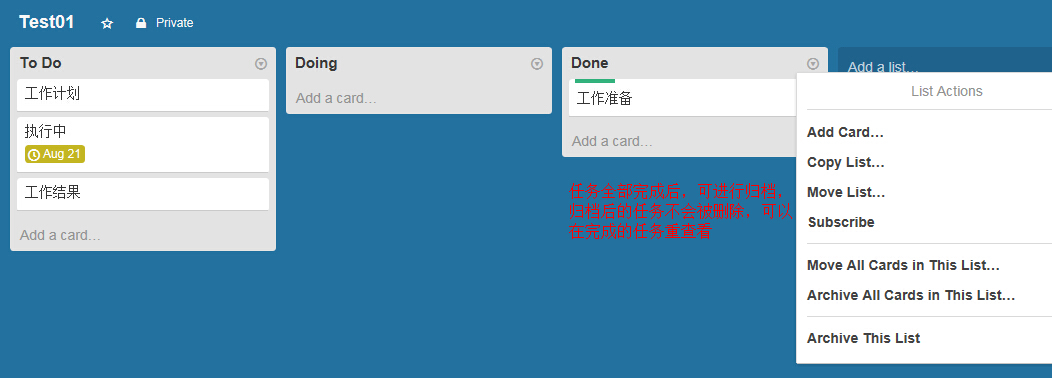 Test01 Private
To Do
工作计划
执行中
Aug 21
工作结果
Add a card…
Doing
Add a card…
Done
工作准备
Add a card…
任务全部完成后，可进行归档，
归档后的任务不会被删除，可以
在完成的任务重查看
Add a list…
List Actions
Add Card…
Copy List…
Move List…
Subscribe
Move All Cards in This List…
Archive All Cards in This List…
Archive This List